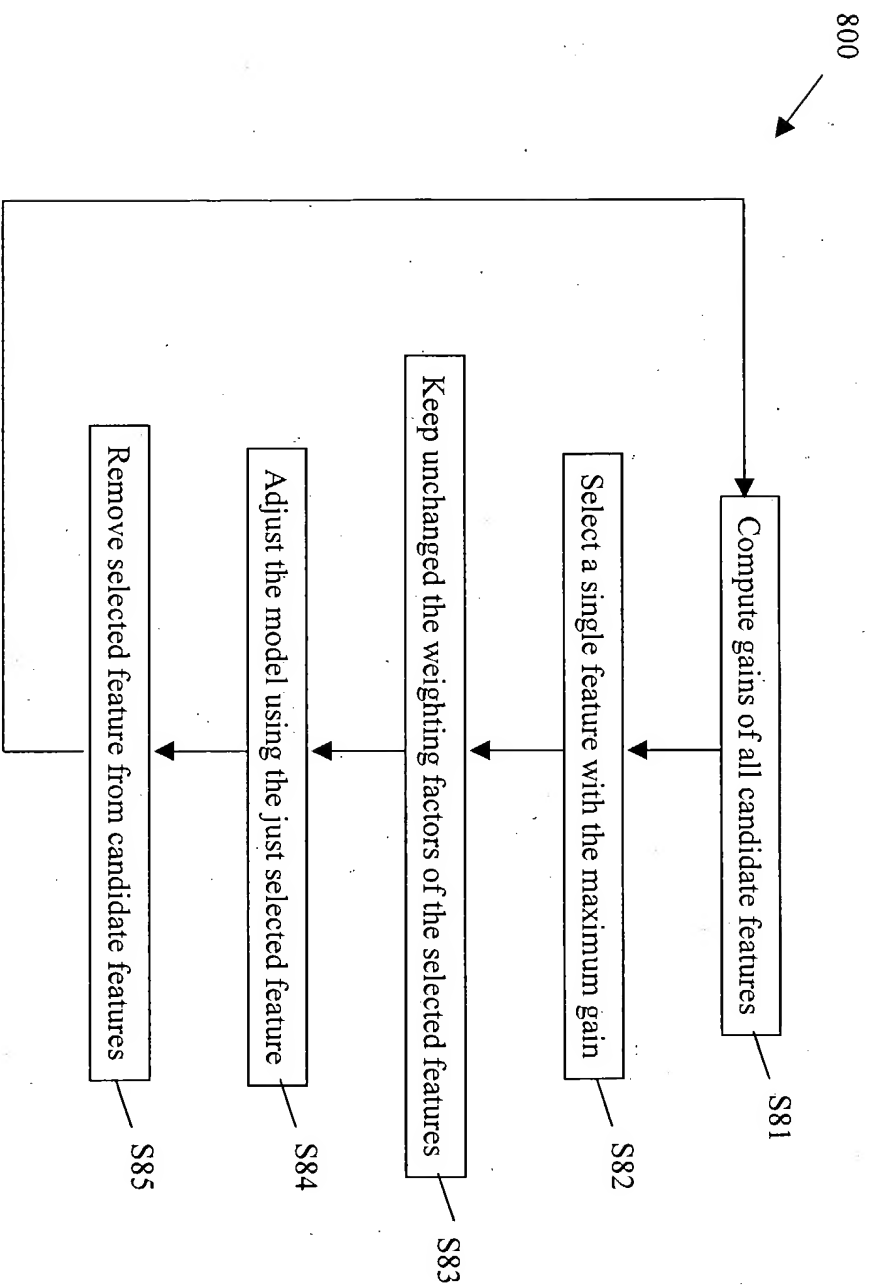 800
Compute gains of all candidate features
S81
Select a single feature with the maximum gain
S82
Keep unchanged the weighting factors of the selected features
S83
Adjust the model using the just selected feature
S84
Remove selected feature from candidate features
S85